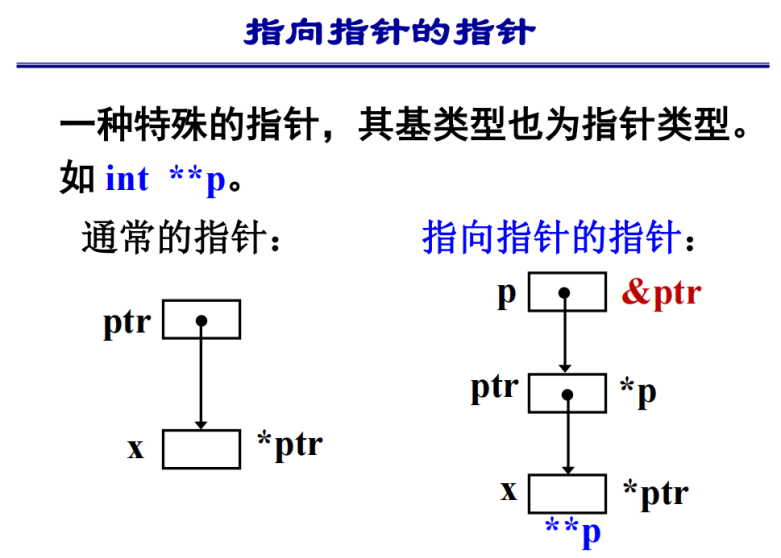 指向指针的指针
一种特殊的指针，其基类型也为指针类型。
如 int **p。
通常的指针：
ptr
x *ptr
指向指针的指针：
p &ptr
ptr *p
x *ptr
**p